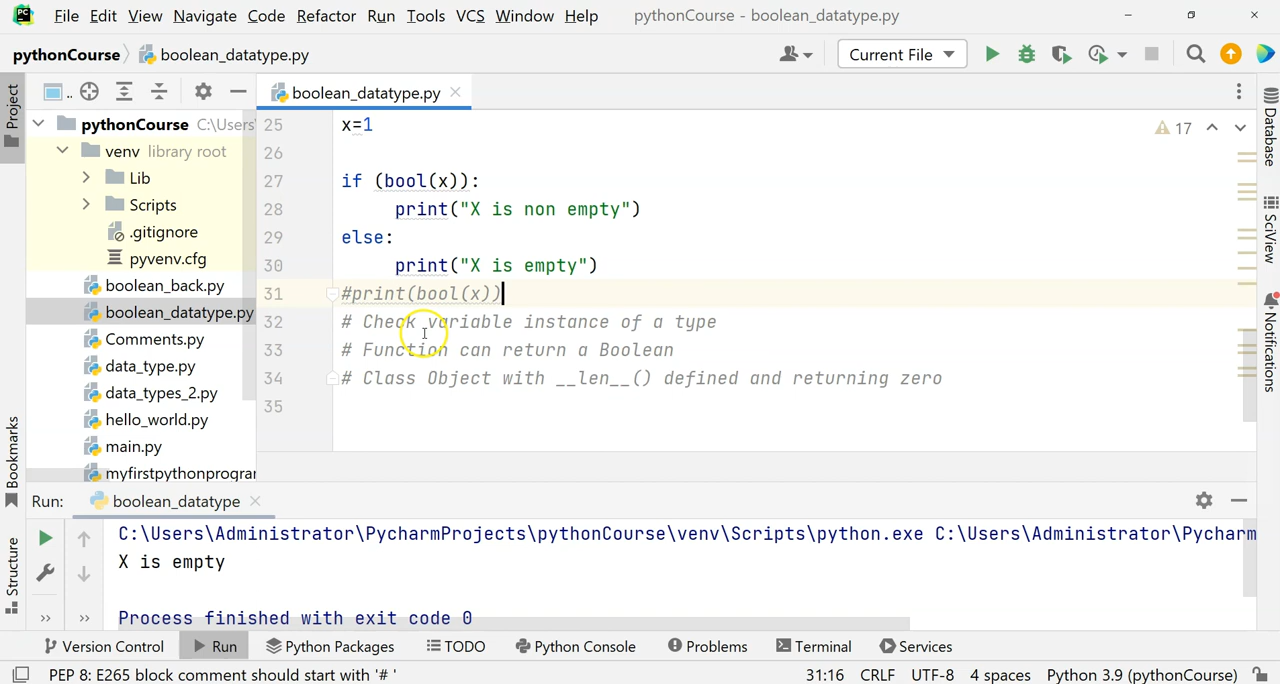 PC File Edit View Navigate Code Refactor Run Tools VCS Window Help pythonCourse - boolean_datatype.py
pythonCourse boolean_datatype.py Current File
Project
..
boolean_datatype.py
pythonCourse C:\Users
venv library root
Lib
Scripts
.gitignore
pyvenv.cfg
boolean_back.py
boolean_datatype.py
Comments.py
data_type.py
data_types_2.py
hello_world.py
main.py
myfirstpythonprogra
25 x=1
26
27 if (bool(x)):
28 print("X is non empty")
29 else:
30 print("X is empty")
31 #print(bool(x))
32 # Check variable instance of a type
33 # Function can return a Boolean
34 # Class Object with __len__() defined and returning zero
35
17
Database
SciView
Notifications
Bookmarks
Structure
Run: boolean_datatype
C:\Users\Administrator\PycharmProjects\pythonCourse\venv\Scripts\python.exe C:\Users\Administrator\Pycharm
X is empty
Process finished with exit code 0
Version Control Run Python Packages TODO Python Console Problems Terminal Services
PEP 8: E265 block comment should start with '# ' 31:16 CRLF UTF-8 4 spaces Python 3.9 (pythonCourse)